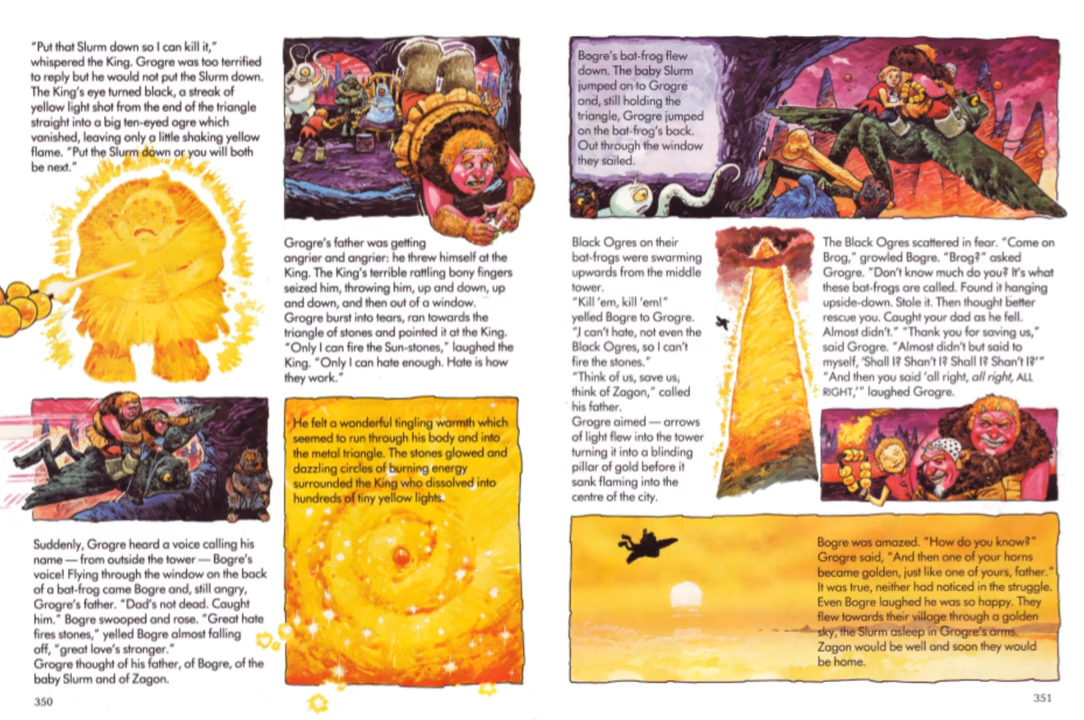 "Put that Slurm down so I can kill it,"
whispered the King. Grogre was too terrified
to reply but he would not put the Slurm down.
The King's eye turned black, a streak of
yellow light shot from the end of the triangle
straight into a big ten-eyed ogre which
vanished, leaving only a little shaking yellow
flame. "Put the Slurm down or you will both
be next."
Grogre's father was getting
angrier and angrier: he threw himself at the
King. The King's terrible rattling bony fingers
seized him, throwing him, up and down, up
and down, and then out of a window.
Grogre burst into tears, ran towards the
triangle of stones and pointed it at the King.
"Only I can fire the Sun-stones," laughed the
King. "Only I can hate enough. Hate is how
they work."
Suddenly, Grogre heard a voice calling his
name — from outside the tower — Bogre's
voice! Flying through the window on the back
of a bat-frog came Bogre and, still angry,
Grogre's father. "Dad's not dead. Caught
him." Bogre swooped and rose. "Great hate
fires stones," yelled Bogre almost falling
off, "great love's stronger."
Grogre thought of his father, of Bogre, of the
baby Slurm and of Zagon.
He felt a wonderful tingling warmth which
seemed to run through his body and into
the metal triangle. The stones glowed and
dazzling circles of burning energy
surrounded the King who dissolved into
hundreds of tiny yellow lights.
350
Bogre's bat-frog flew
down. The baby Slurm
jumped on to Grogre
and, still holding the
triangle, Grogre jumped
on the bat-frog's back.
Out through the window
they sailed.
Black Ogres on their
bat-frogs were swarming
upwards from the middle
tower.
"Kill 'em, kill 'em!"
yelled Bogre to Grogre.
"I can't hate, not even the
Black Ogres, so I can't
fire the stones."
"Think of us, save us,
think of Zagon," called
his father.
Grogre aimed — arrows
of light flew into the tower
turning it into a blinding
pillar of gold before it
sank flaming into the
centre of the city.
The Black Ogres scattered in fear. "Come on
Brog," growled Bogre. "Brog?" asked
Grogre. "Don't know much do you? It's what
these bat-frogs are called. Found it hanging
upside-down. Stole it. Then thought better
rescue you. Caught your dad as he fell.
Almost didn't." "Thank you for saving us,"
said Grogre. "Almost didn't but said to
myself, 'Shall I? Shan't I? Shall I? Shan't I?'"
"And then you said 'all right, all right, ALL
RIGHT,'" laughed Grogre.
Bogre was amazed. "How do you know?"
Grogre said, "And then one of your horns
became golden, just like one of yours, father."
It was true, neither had noticed in the struggle.
Even Bogre laughed he was so happy. They
flew towards their village through a golden
sky, the Slurm asleep in Grogre's arms.
Zagon would be well and soon they would
be home.
351